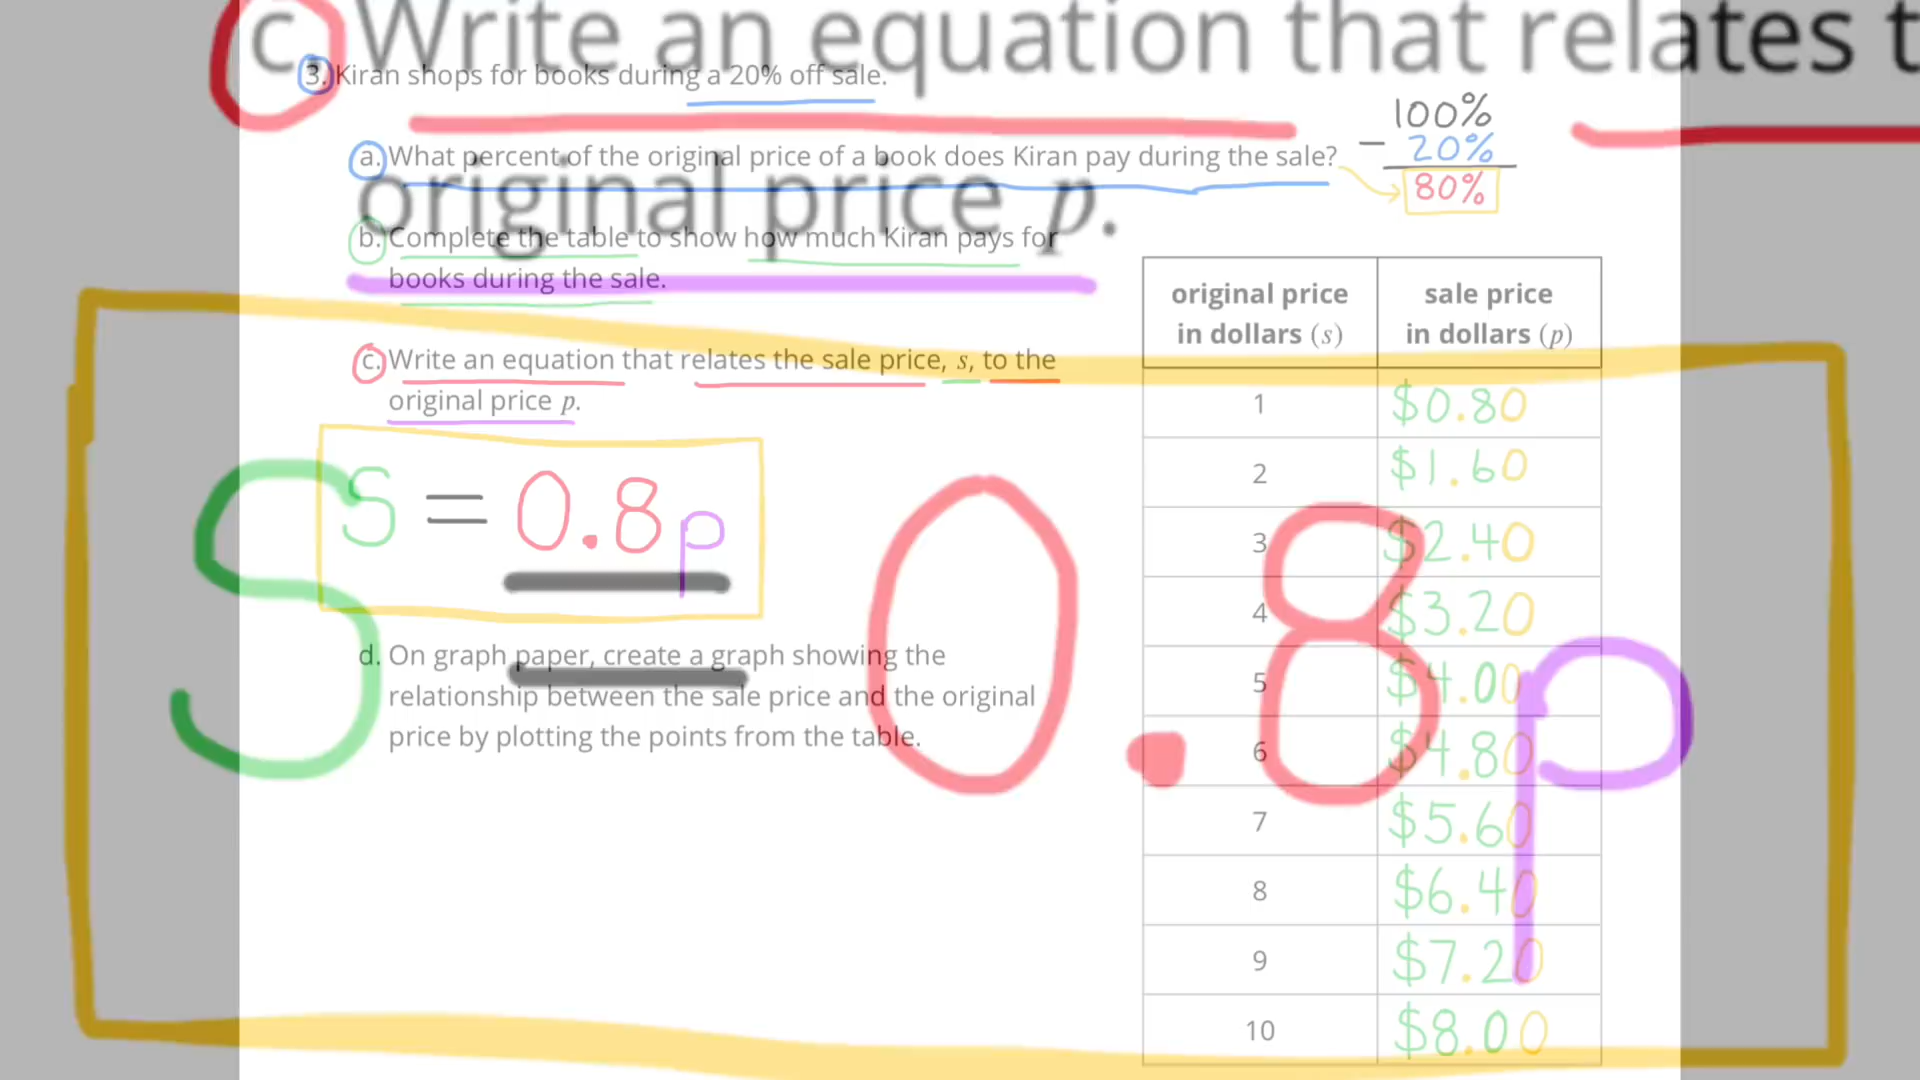 c. Write an equation that relates t
original price p.
S 0.8p
3. Kiran shops for books during a 20% off sale.
100%
- 20%
80%
a. What percent of the original price of a book does Kiran pay during the sale?
b. Complete the table to show how much Kiran pays for
books during the sale.
c. Write an equation that relates the sale price, s, to the
original price p.
S = 0.8p
d. On graph paper, create a graph showing the
relationship between the sale price and the original
price by plotting the points from the table.
original price in dollars (s) sale price in dollars (p)
1 $0.80
2 $1.60
3 $2.40
4 $3.20
5 $4.00
6 $4.80
7 $5.60
8 $6.40
9 $7.20
10 $8.00